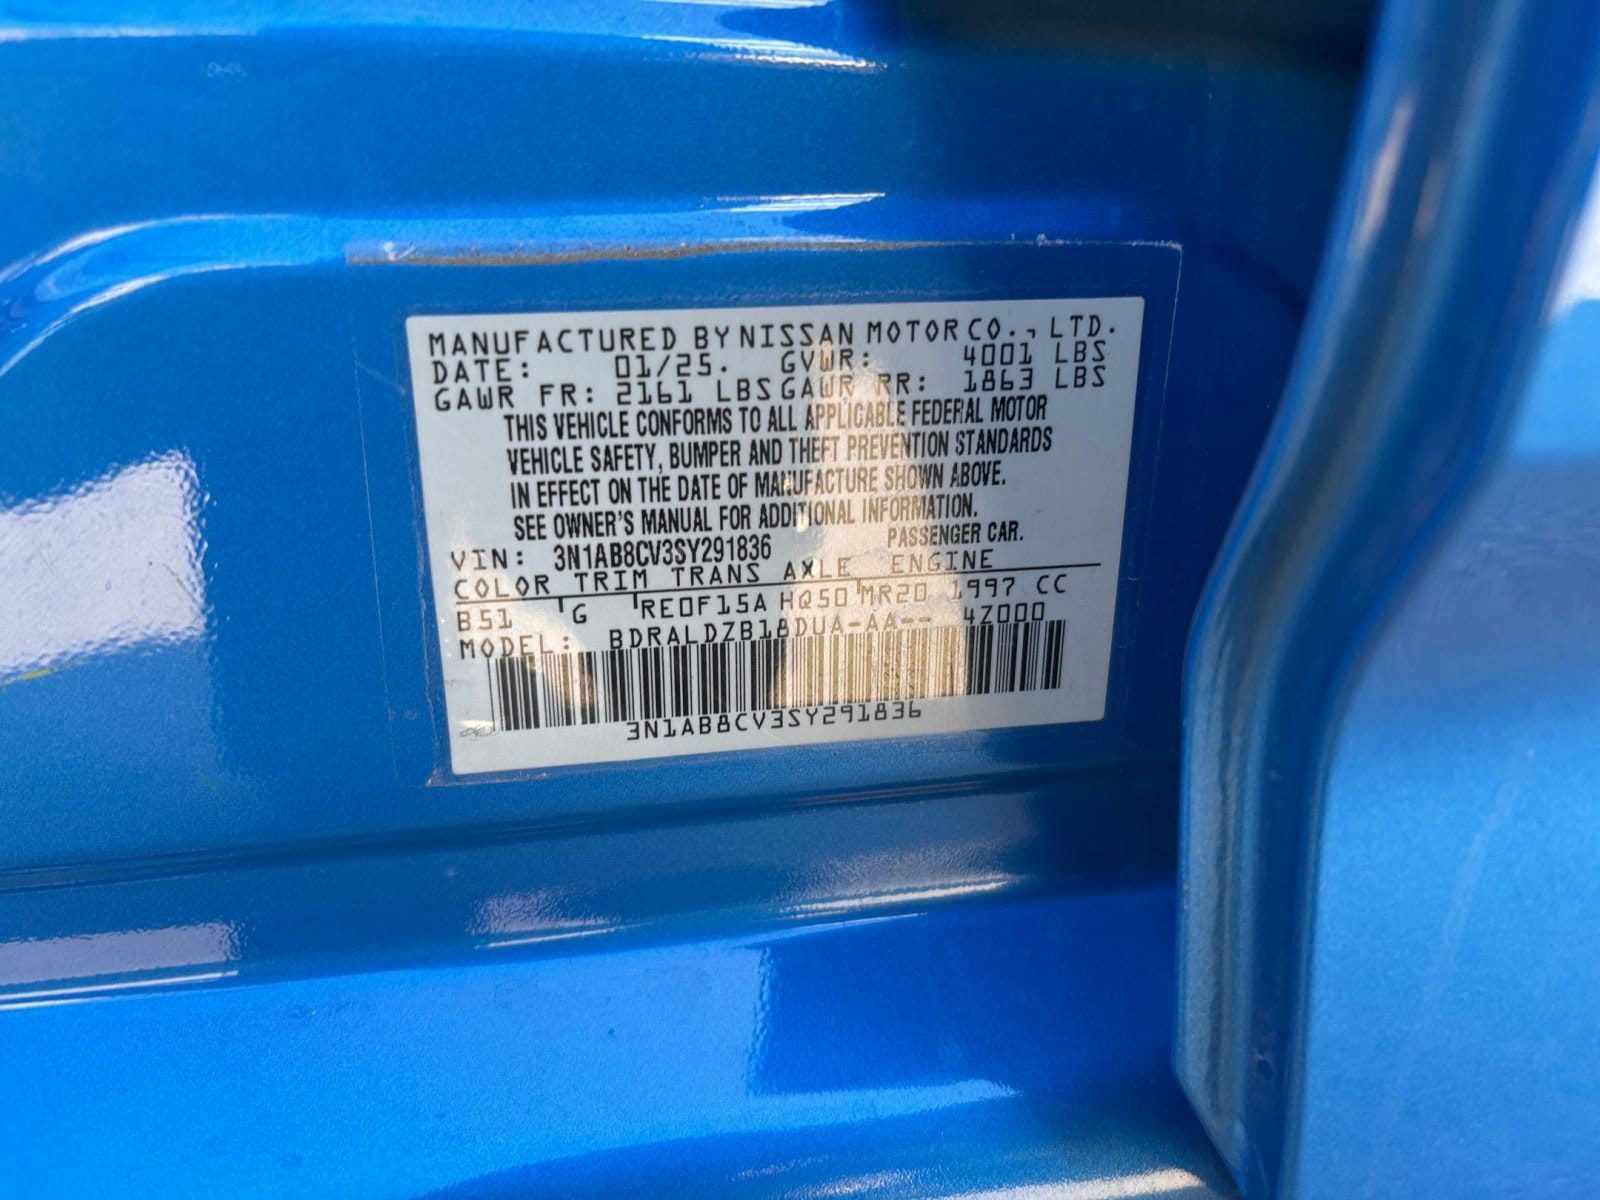 MANUFACTURED BY NISSAN MOTOR CO., LTD.
DATE: 01/25. GVWR: 4001 LBS
GAWR FR: 2161 LBS GAWR RR: 1863 LBS
THIS VEHICLE CONFORMS TO ALL APPLICABLE FEDERAL MOTOR
VEHICLE SAFETY, BUMPER AND THEFT PREVENTION STANDARDS
IN EFFECT ON THE DATE OF MANUFACTURE SHOWN ABOVE.
SEE OWNER'S MANUAL FOR ADDITIONAL INFORMATION.
VIN: 3N1AB8CV3SY291836 PASSENGER CAR.
COLOR TRIM TRANS AXLE ENGINE
B51 G RE0F15A HQ50 MR20 1997 CC
MODEL: BDRALDZB18DUA-AA-- 4Z000
3N1AB8CV3SY291836